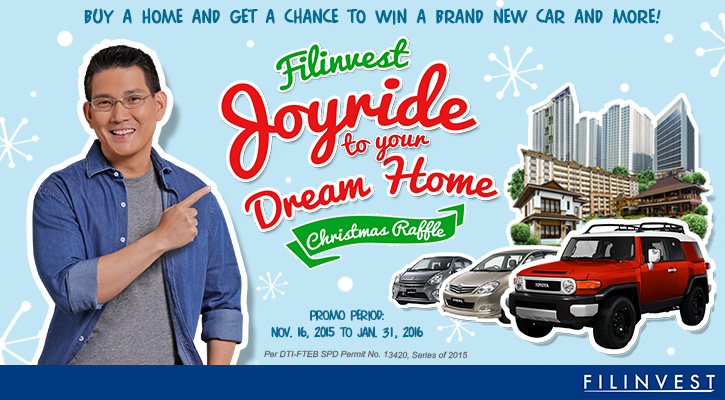 BUY A HOME AND GET A CHANCE TO WIN A BRAND NEW CAR AND MORE!
Filinvest
Joyride
to your
Dream Home
Christmas Raffle
PROMO PERIOD:
NOV. 16, 2015 TO JAN. 31, 2016
Per DTI-FTEB SPD Permit No. 13420, Series of 2015
TOYOTA
FILINVEST